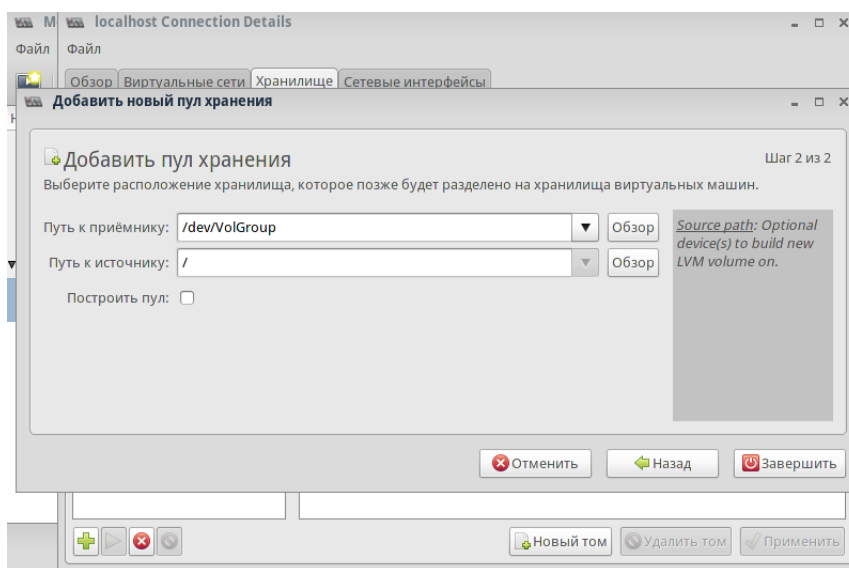 M localhost Connection Details
Файл Файл
Обзор Виртуальные сети Хранилище Сетевые интерфейсы
Добавить новый пул хранения
Добавить пул хранения
Шаг 2 из 2
Выберите расположение хранилища, которое позже будет разделено на хранилища виртуальных машин.
Путь к приёмнику: /dev/VolGroup Обзор
Путь к источнику: / Обзор
Построить пул:
Source path: Optional
device(s) to build new
LVM volume on.
Отменить Назад Завершить
Новый том Удалить том Применить